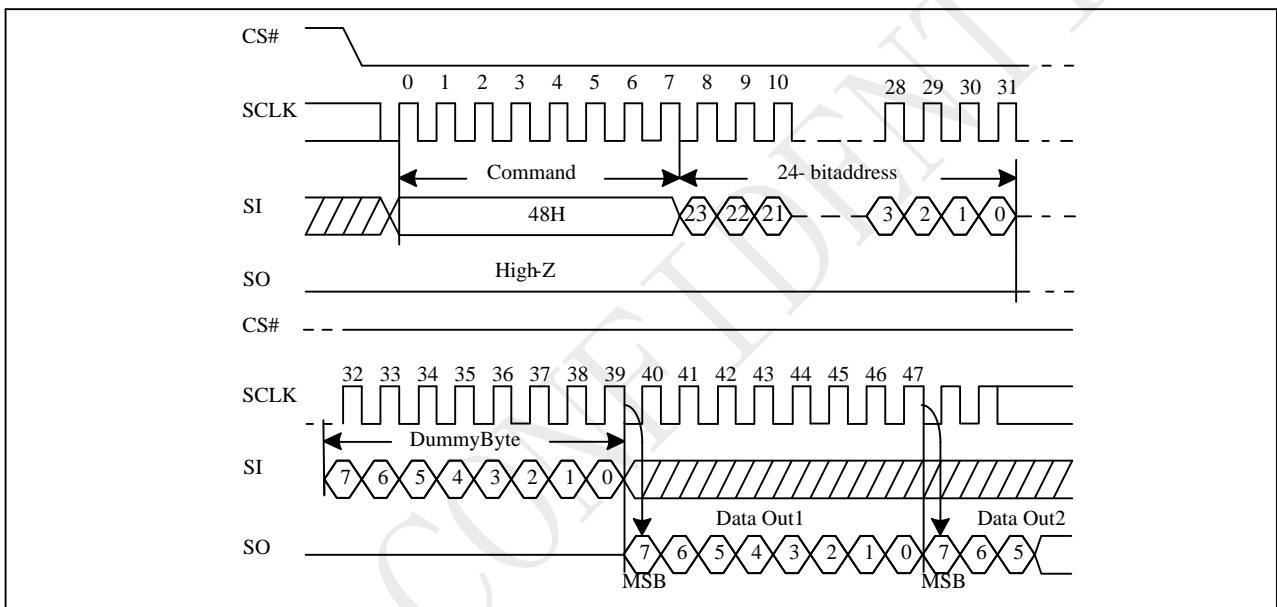 CS#
0 1 2 3 4 5 6 7 8 9 10 28 29 30 31
SCLK
Command 24- bitaddress
SI 48H 23 22 21 3 2 1 0
High-Z
SO
CS#
32 33 34 35 36 37 38 39 40 41 42 43 44 45 46 47
SCLK
DummyByte
SI 7 6 5 4 3 2 1 0
Data Out1 Data Out2
SO 7 6 5 4 3 2 1 0 7 6 5
MSB MSB
CONFIDENT